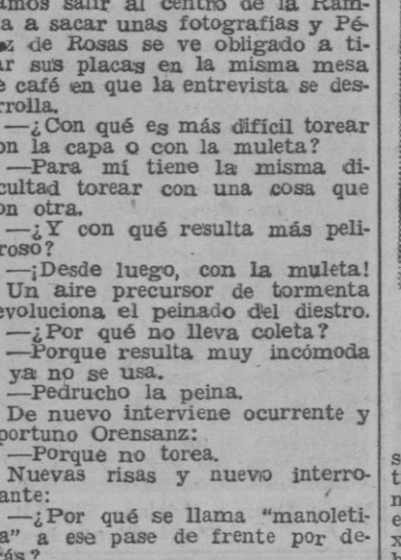 amos salir al centro de la Ram-
a a sacar unas fotografías y Pé-
z de Rosas se ve obligado a ti-
ar sus placas en la misma mesa
e café en que la entrevista se des-
rrolla.
—¿Con qué es más difícil torear
on la capa o con la muleta?
—Para mí tiene la misma di-
cultad torear con una cosa que
on otra.
—¿Y con qué resulta más peli-
roso?
—¡Desde luego, con la muleta!
Un aire precursor de tormenta
evoluciona el peinado del diestro.
—¿Por qué no lleva coleta?
—Porque resulta muy incómoda
ya no se usa.
—Pedrucho la peina.
De nuevo interviene ocurrente y
portuno Orensanz:
—Porque no torea.
Nuevas risas y nuevo interro-
ante:
—¿Por qué se llama “manoleti-
a” a ese pase de frente por de-
rás?